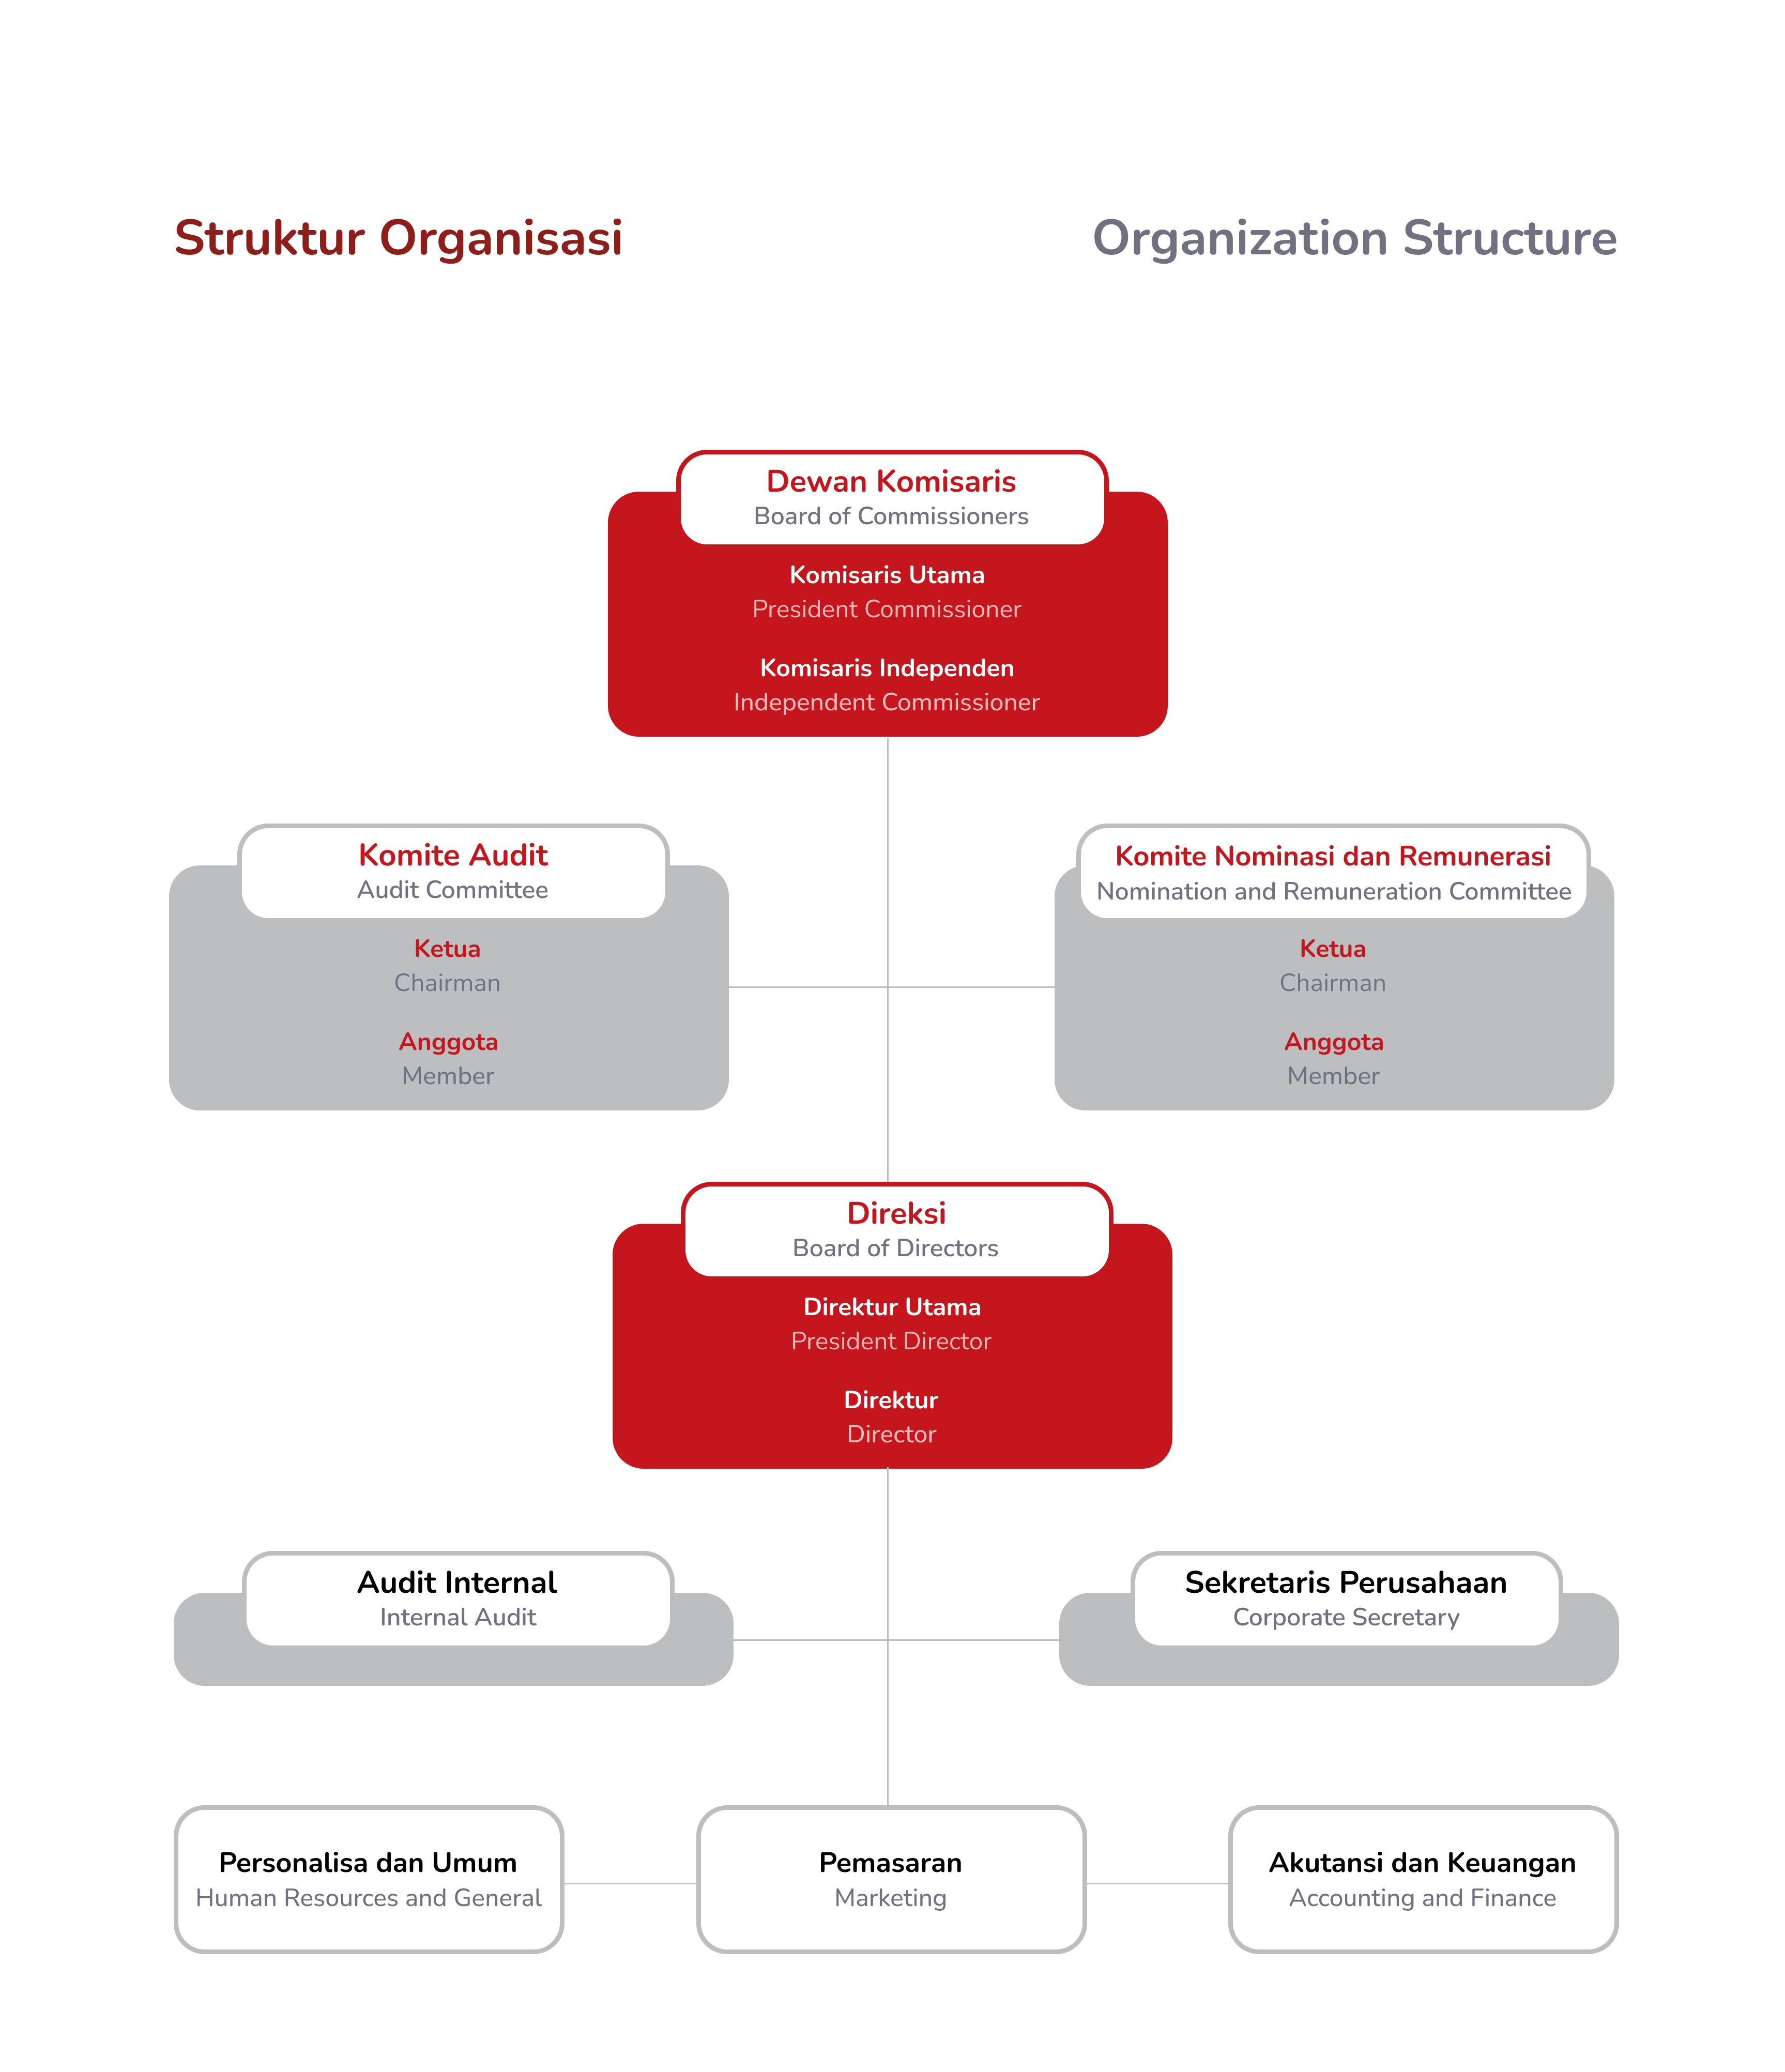 Struktur Organisasi
Organization Structure
Dewan Komisaris
Board of Commissioners
Komisaris Utama
President Commissioner
Komisaris Independen
Independent Commissioner
Komite Audit
Audit Committee
Ketua
Chairman
Anggota
Member
Komite Nominasi dan Remunerasi
Nomination and Remuneration Committee
Ketua
Chairman
Anggota
Member
Direksi
Board of Directors
Direktur Utama
President Director
Direktur
Director
Audit Internal
Internal Audit
Sekretaris Perusahaan
Corporate Secretary
Personalisa dan Umum
Human Resources and General
Pemasaran
Marketing
Akutansi dan Keuangan
Accounting and Finance